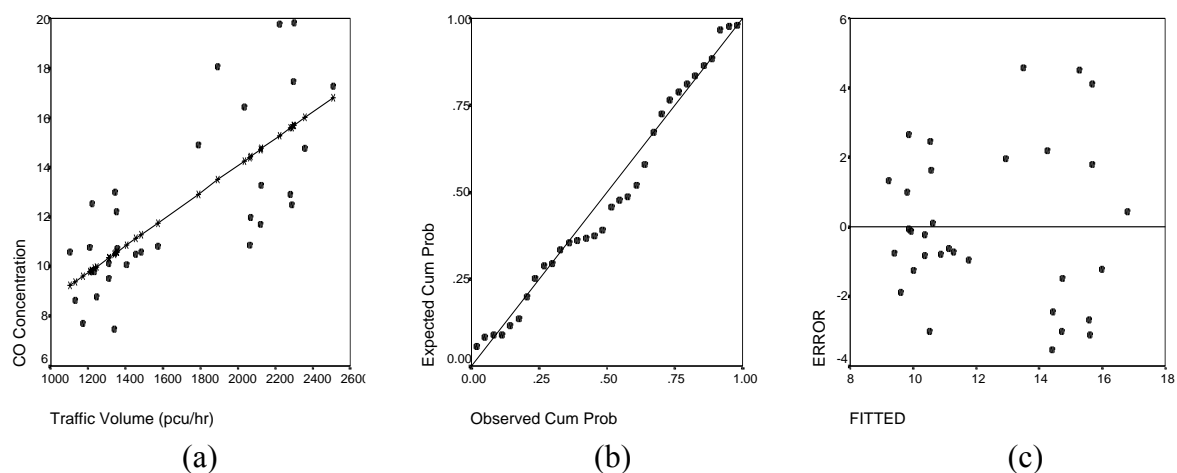 20
18
16
14
12
10
8
6
CO Concentration
1000 1200 1400 1600 1800 2000 2200 2400 260
Traffic Volume (pcu/hr)
(a)
1.00
.75
.50
.25
0.00
Expected Cum Prob
0.00 .25 .50 .75 1.00
Observed Cum Prob
(b)
6
4
2
0
-2
-4
ERROR
8 10 12 14 16 18
FITTED
(c)